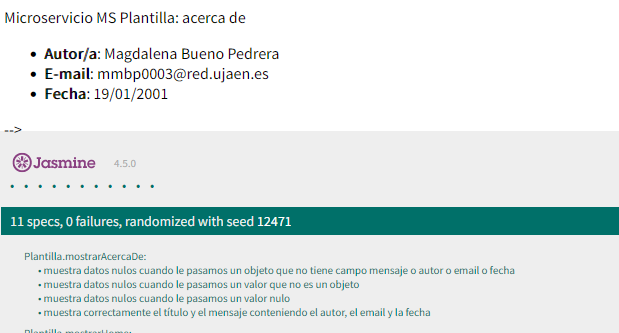 Microservicio MS Plantilla: acerca de
• Autor/a: Magdalena Bueno Pedrera
• E-mail: mmbp0003@red.ujaen.es
• Fecha: 19/01/2001
-->
Jasmine 4.5.0
• • • • • • • • • • •
11 specs, 0 failures, randomized with seed 12471
Plantilla.mostrarAcercaDe:
• muestra datos nulos cuando le pasamos un objeto que no tiene campo mensaje o autor o email o fecha
• muestra datos nulos cuando le pasamos un valor que no es un objeto
• muestra datos nulos cuando le pasamos un valor nulo
• muestra correctamente el título y el mensaje conteniendo el autor, el email y la fecha
Plantilla.mostrarHome: